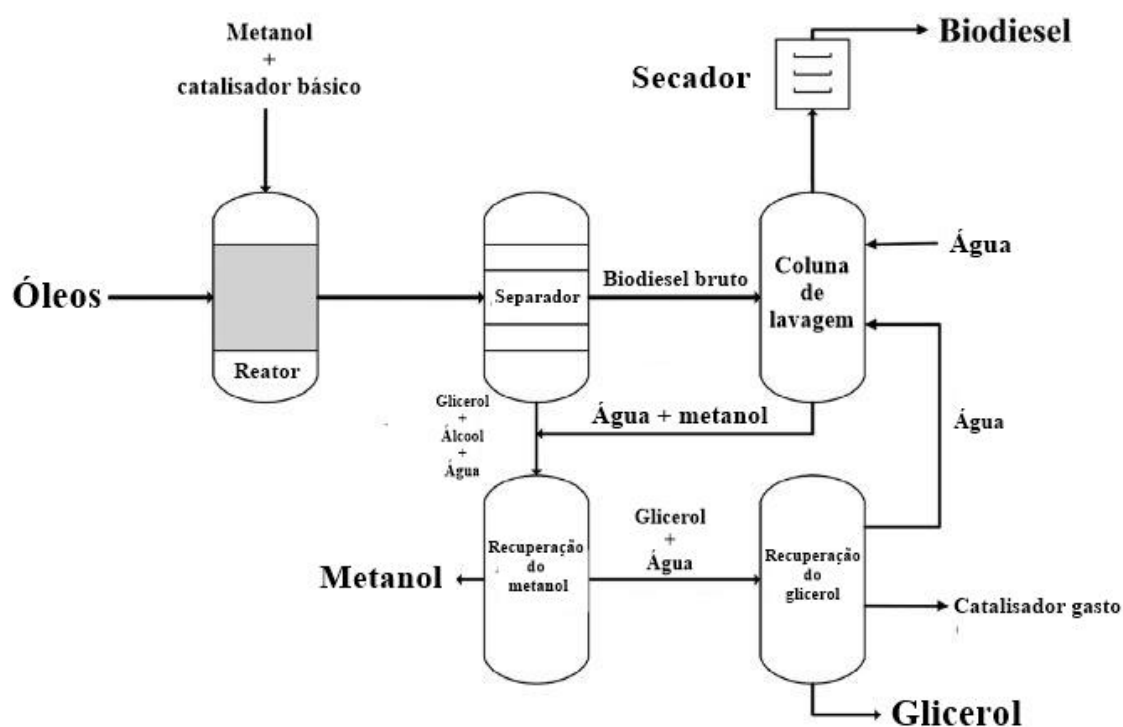 Metanol
+
catalisador básico
Biodiesel
Secador
Óleos
Reator
Separador
Biodiesel bruto
Coluna
de
lavagem
Água
Glicerol
+
Álcool
+
Água
Água + metanol
Água
Recuperação
do
metanol
Metanol
Glicerol
+
Água
Recuperação
do
glicerol
Catalisador gasto
Glicerol